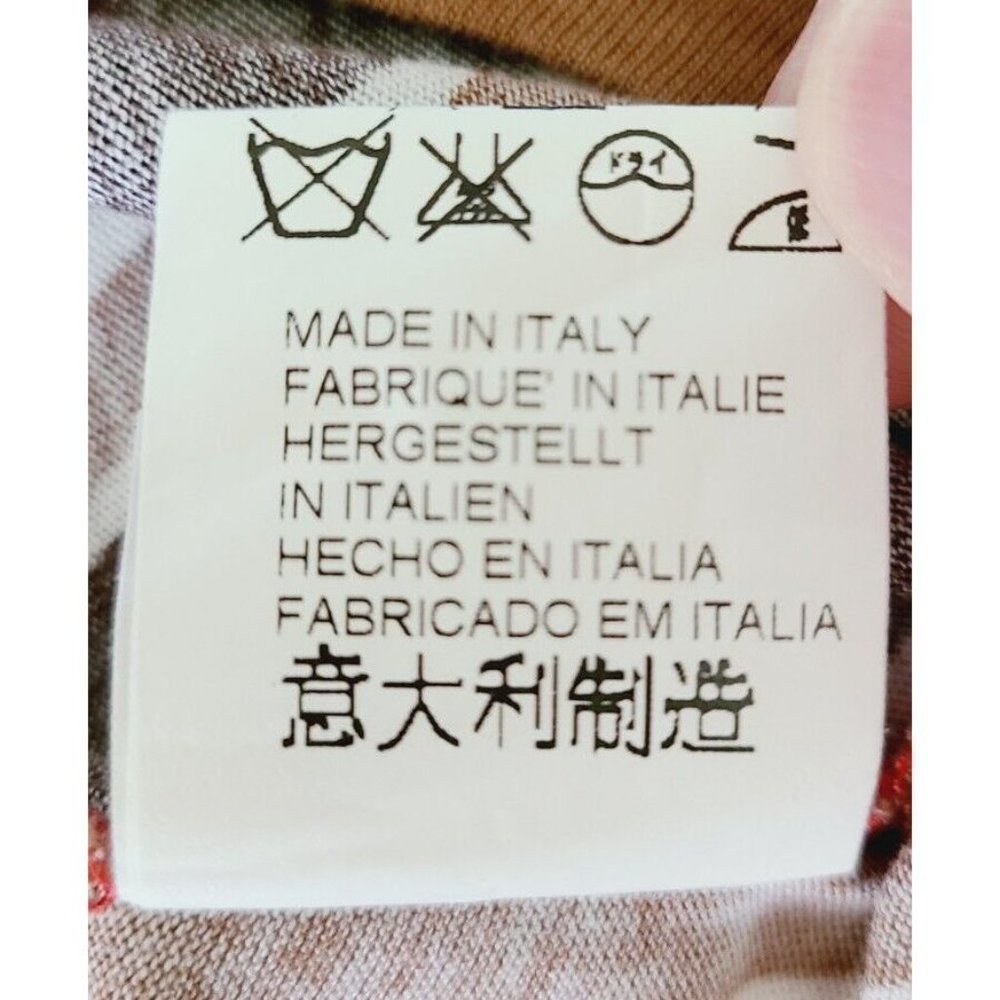 ドライ
MADE IN ITALY
FABRIQUE' IN ITALIE
HERGESTELLT
IN ITALIEN
HECHO EN ITALIA
FABRICADO EM ITALIA
意大利制造